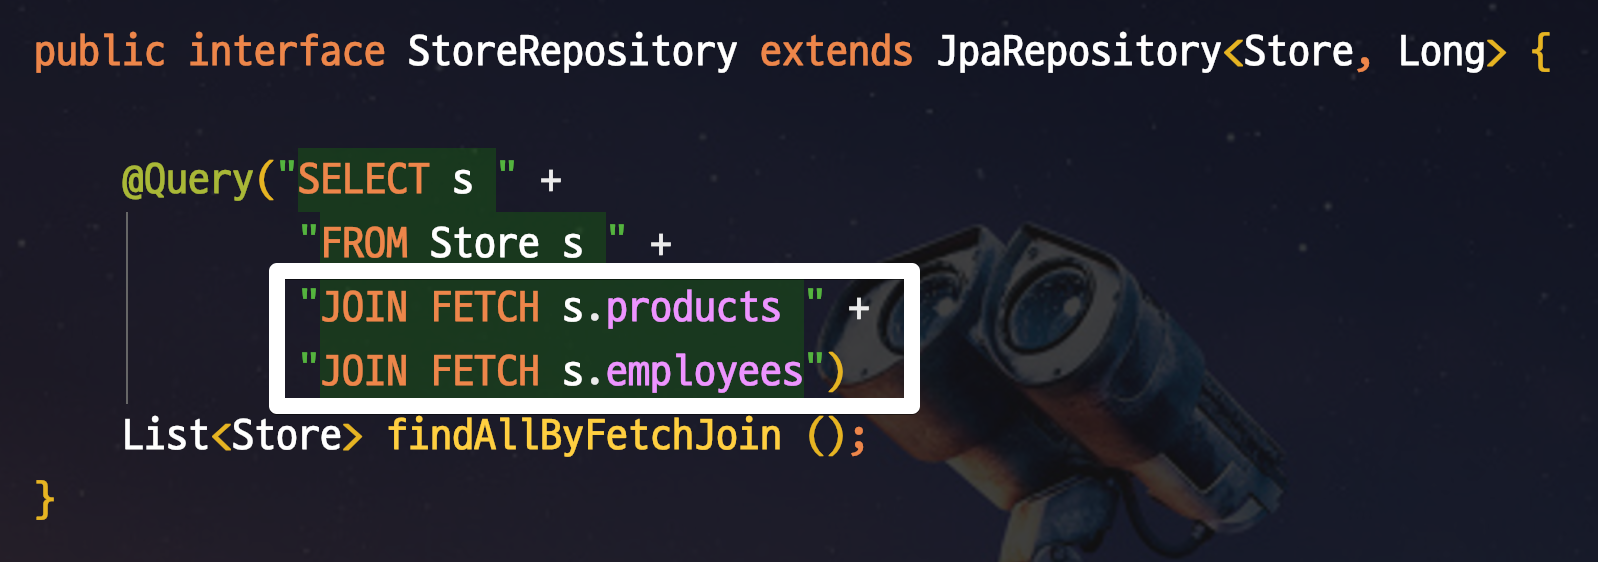 public interface StoreRepository extends JpaRepository<Store, Long> {
@Query("SELECT s " +
"FROM Store s " +
"JOIN FETCH s.products " +
"JOIN FETCH s.employees")
List<Store> findAllByFetchJoin ();
}